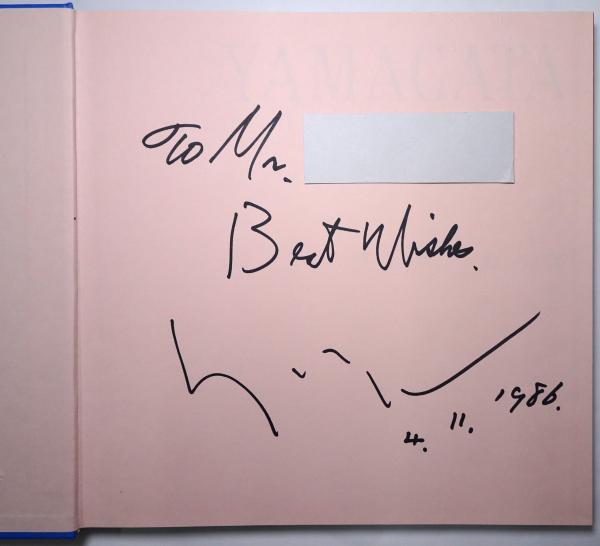 YAMAGATA
To Mr.
Best Wishes.
4. 11. 1986.